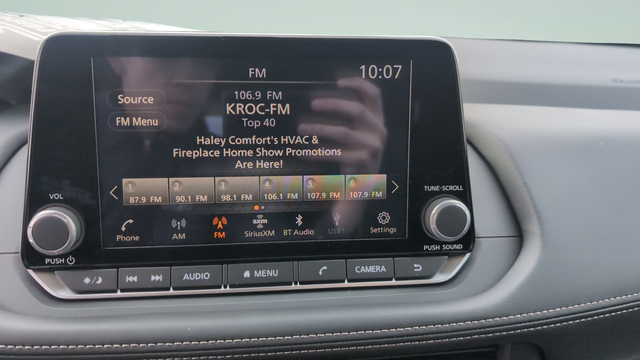 FM 10:07
Source
106.9 FM
KROC-FM
Top 40
FM Menu
Haley Comfort's HVAC &
Fireplace Home Show Promotions
Are Here!
1 2 3 4 5 6
87.9 FM 90.1 FM 98.1 FM 106.1 FM 107.9 FM 107.9 FM
VOL
TUNE·SCROLL
sxm
Phone AM FM SiriusXM BT Audio USB1 Settings
PUSH
PUSH SOUND
AUDIO MENU CAMERA